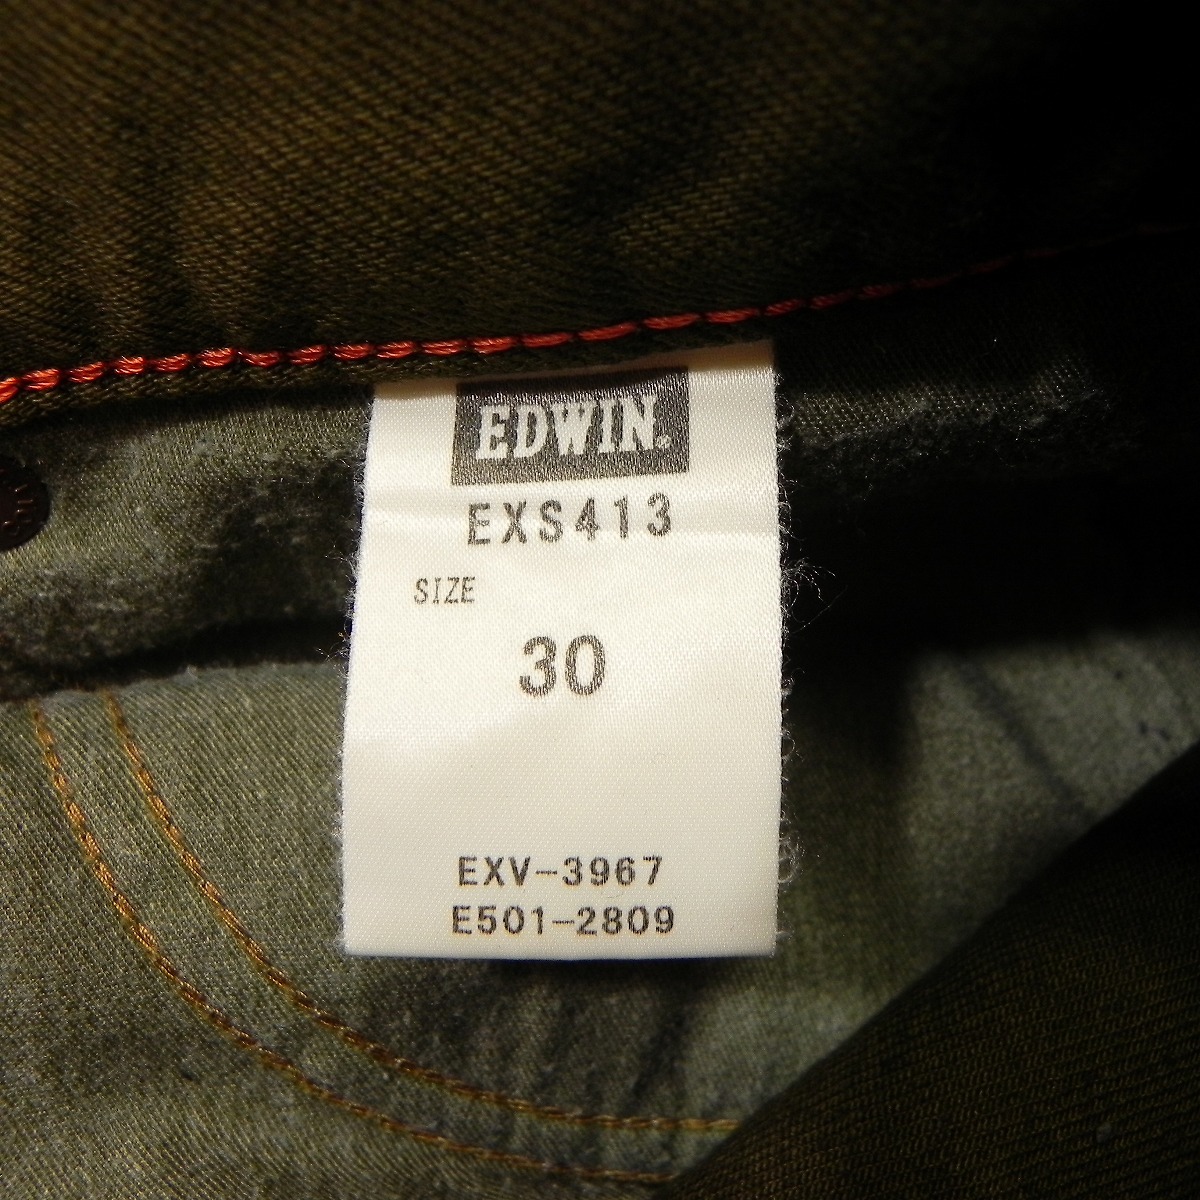 EDWIN.
EXS413
SIZE
30
EXV-3967
E501-2809